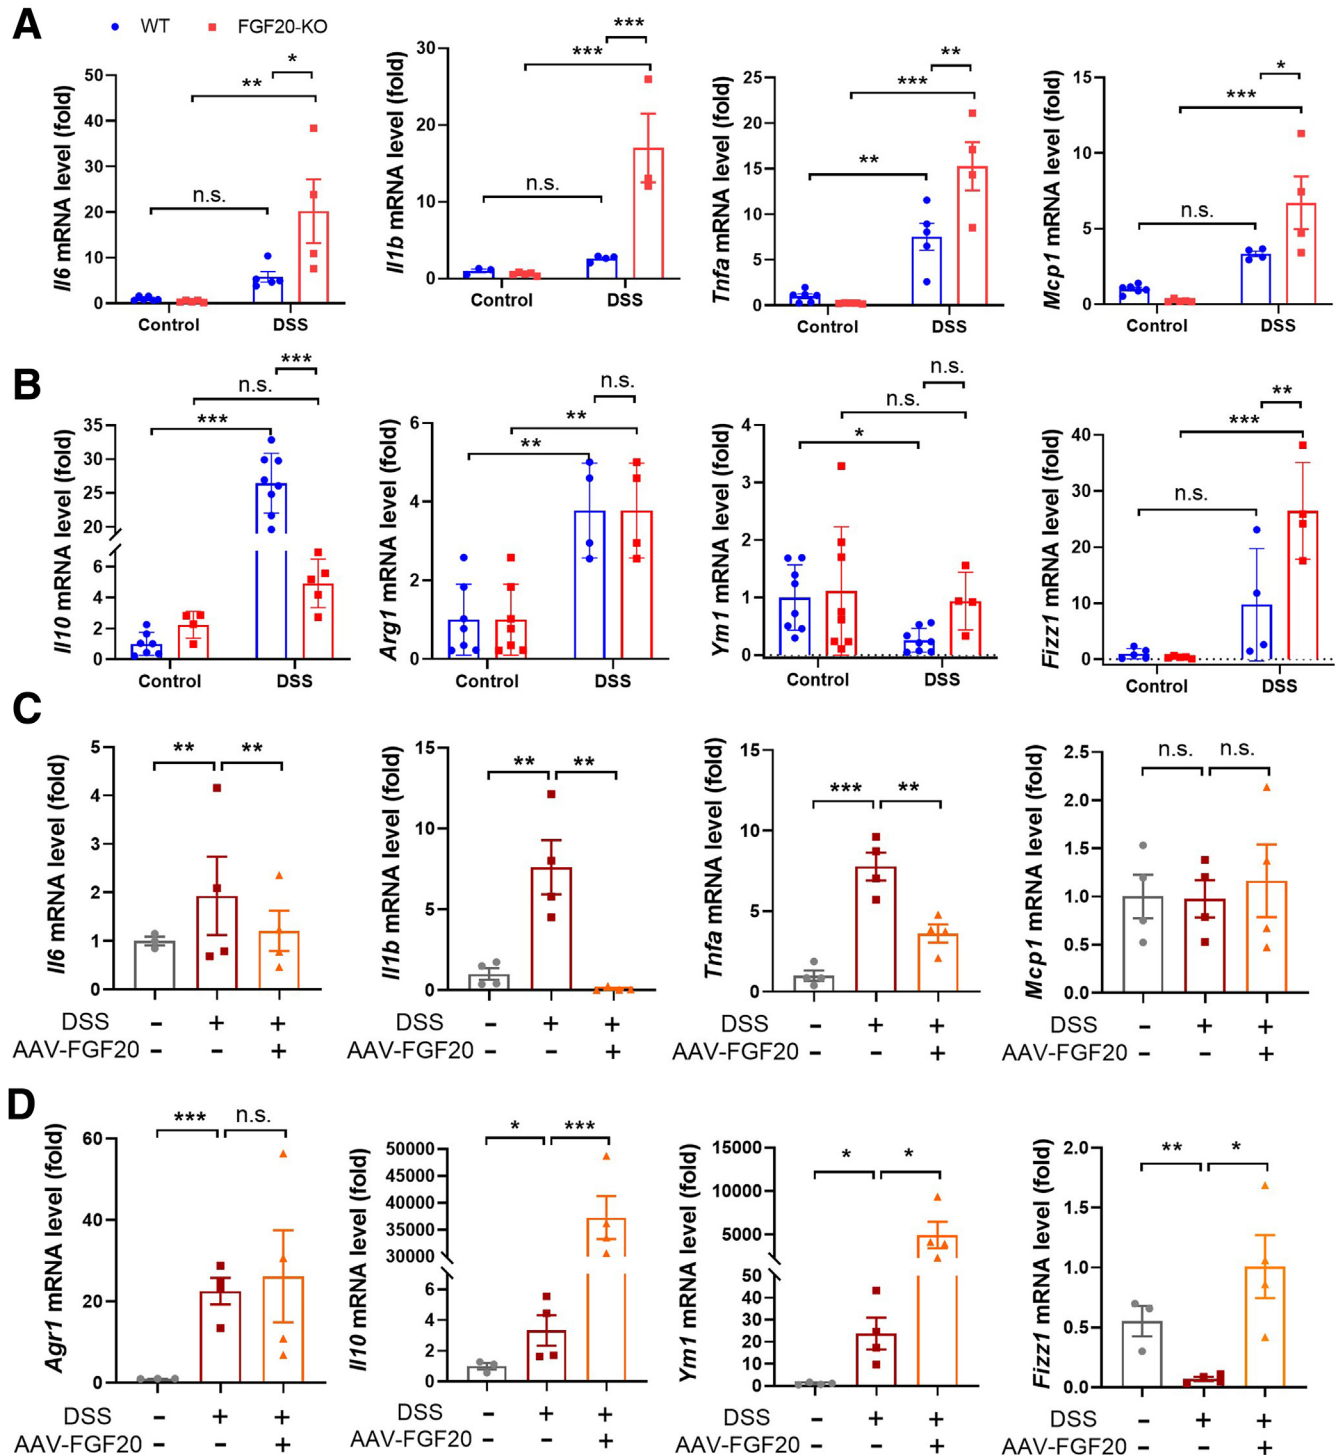 A
WT
FGF20-KO
Il6 mRNA level (fold)
50
40
30
20
10
0
n.s.
**
*
Control
DSS
Il1b mRNA level (fold)
30
20
10
0
n.s.
***
***
Control
DSS
Tnfa mRNA level (fold)
25
20
15
10
5
0
**
***
**
Control
DSS
Mcp1 mRNA level (fold)
15
10
5
0
n.s.
***
*
Control
DSS
B
Il10 mRNA level (fold)
35
30
25
20
6
4
2
0
***
n.s.
***
Control
DSS
Arg1 mRNA level (fold)
6
4
2
0
**
**
n.s.
Control
DSS
Ym1 mRNA level (fold)
4
3
2
1
0
*
n.s.
n.s.
Control
DSS
Fizz1 mRNA level (fold)
40
30
20
10
0
n.s.
***
**
Control
DSS
C
Il6 mRNA level (fold)
5
4
3
2
1
0
**
**
DSS - + +
AAV-FGF20 - - +
Il1b mRNA level (fold)
15
10
5
0
**
**
DSS - + +
AAV-FGF20 - - +
Tnfa mRNA level (fold)
15
10
5
0
***
**
DSS - + +
AAV-FGF20 - - +
Mcp1 mRNA level (fold)
2.5
2.0
1.5
1.0
0.5
0.0
n.s.
n.s.
DSS - + +
AAV-FGF20 - - +
D
Agr1 mRNA level (fold)
60
40
20
0
***
n.s.
DSS - + +
AAV-FGF20 - - +
Il10 mRNA level (fold)
50000
40000
35000
30000
6
4
2
0
*
***
DSS - + +
AAV-FGF20 - - +
Ym1 mRNA level (fold)
15000
10000
5000
50
40
30
20
10
0
*
*
DSS - + +
AAV-FGF20 - - +
Fizz1 mRNA level (fold)
2.0
1.5
1.0
0.5
0.0
**
*
DSS - + +
AAV-FGF20 - - +